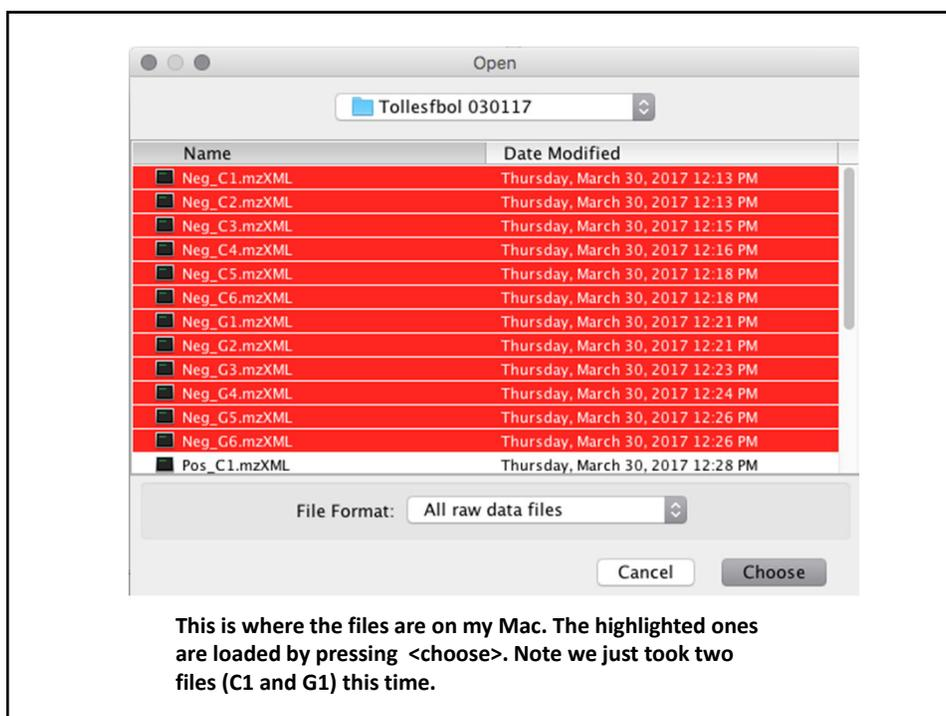 Open
Tollesfbol 030117
Name Date Modified
Neg_C1.mzXML Thursday, March 30, 2017 12:13 PM
Neg_C2.mzXML Thursday, March 30, 2017 12:13 PM
Neg_C3.mzXML Thursday, March 30, 2017 12:15 PM
Neg_C4.mzXML Thursday, March 30, 2017 12:16 PM
Neg_C5.mzXML Thursday, March 30, 2017 12:18 PM
Neg_C6.mzXML Thursday, March 30, 2017 12:18 PM
Neg_G1.mzXML Thursday, March 30, 2017 12:21 PM
Neg_G2.mzXML Thursday, March 30, 2017 12:21 PM
Neg_G3.mzXML Thursday, March 30, 2017 12:23 PM
Neg_G4.mzXML Thursday, March 30, 2017 12:24 PM
Neg_G5.mzXML Thursday, March 30, 2017 12:26 PM
Neg_G6.mzXML Thursday, March 30, 2017 12:26 PM
Pos_C1.mzXML Thursday, March 30, 2017 12:28 PM
File Format: All raw data files
Cancel Choose
This is where the files are on my Mac. The highlighted ones
are loaded by pressing <choose>. Note we just took two
files (C1 and G1) this time.